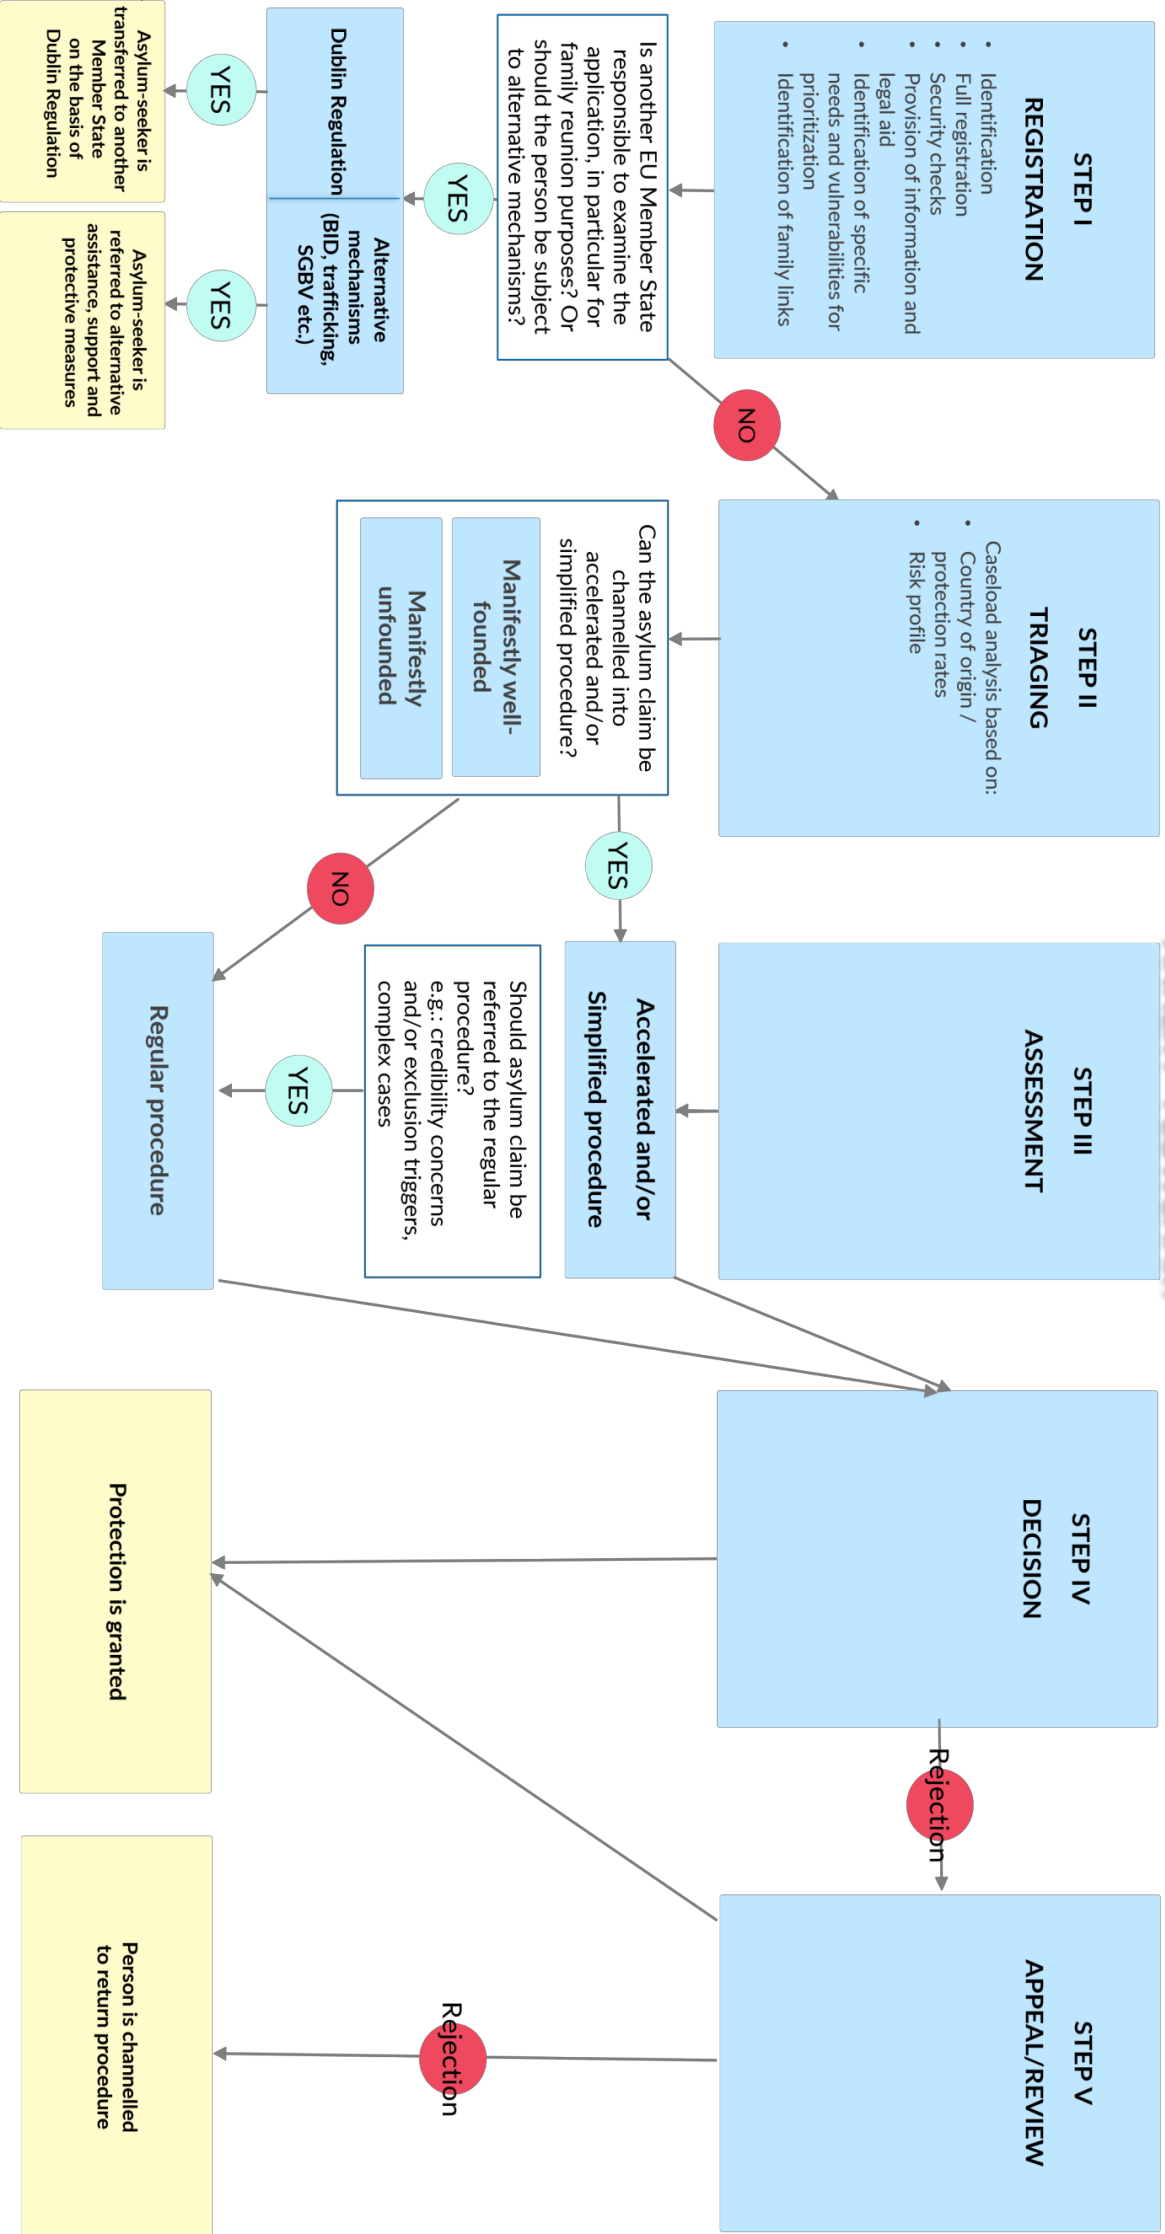 STEP I
REGISTRATION
• Identification
• Full registration
• Security checks
• Provision of information and
legal aid
• Identification of specific
needs and vulnerabilities for
prioritization
• Identification of family links
Is another EU Member State
responsible to examine the
application, in particular for
family reunion purposes? Or
should the person be subject
to alternative mechanisms?
YES
NO
Dublin Regulation
Alternative
mechanisms
(BID, trafficking,
SGBV etc.)
YES
YES
Asylum-seeker is
transferred to another
Member State
on the basis of
Dublin Regulation
Asylum-seeker is
referred to alternative
assistance, support and
protective measures
STEP II
TRIAGING
Caseload analysis based on:
• Country of origin /
protection rates
• Risk profile
Can the asylum claim be
channelled into
accelerated and/or
simplified procedure?
Manifestly well-
founded
Manifestly
unfounded
YES
NO
STEP III
ASSESSMENT
Accelerated and/or
Simplified procedure
Should asylum claim be
referred to the regular
procedure?
e.g.: credibility concerns
and/or exclusion triggers,
complex cases
YES
Regular procedure
STEP IV
DECISION
Rejection
Protection is granted
STEP V
APPEAL/REVIEW
Rejection
Person is channelled
to return procedure